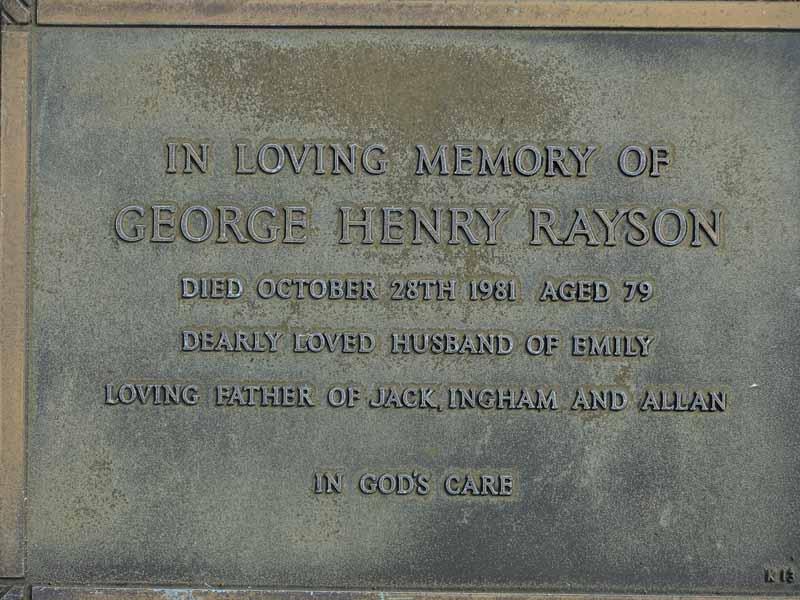 IN LOVING MEMORY OF
GEORGE HENRY RAYSON
DIED OCTOBER 28TH 1981 AGED 79
DEARLY LOVED HUSBAND OF EMILY
LOVING FATHER OF JACK, INGHAM AND ALLAN
IN GOD'S CARE
K 13